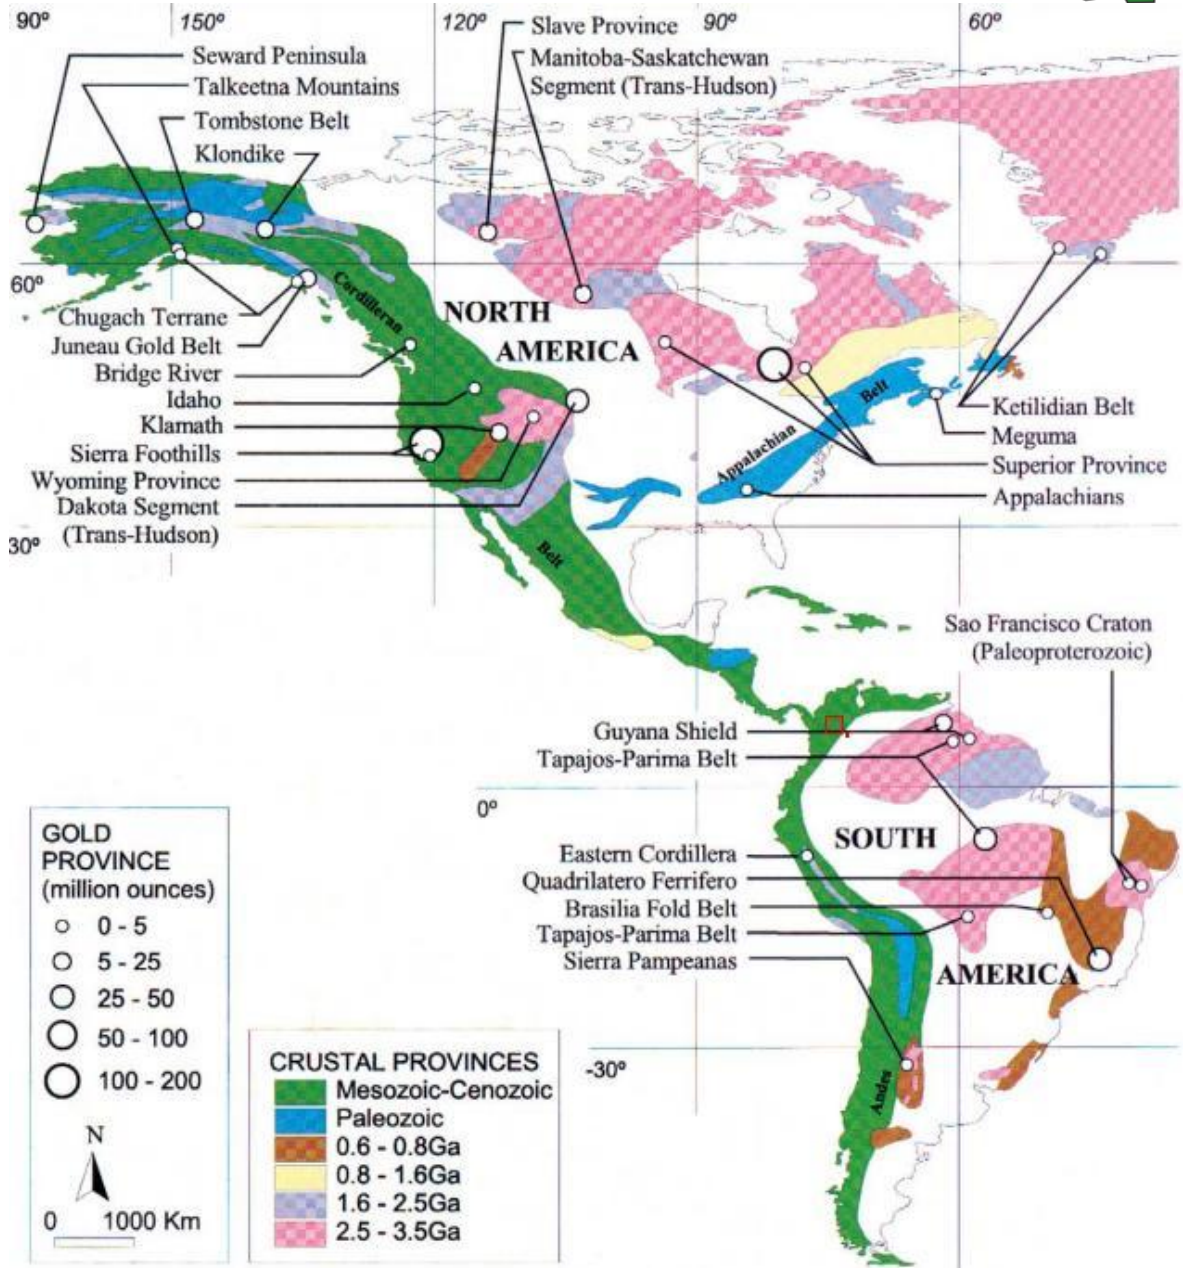 90º
150º
120º
90º
60º
Seward Peninsula
Talkeetna Mountains
Tombstone Belt
Klondike
Slave Province
Manitoba-Saskatchewan
Segment (Trans-Hudson)
60º
Cordilleran
NORTH
AMERICA
Chugach Terrane
Juneau Gold Belt
Bridge River
Idaho
Klamath
Sierra Foothills
Wyoming Province
Dakota Segment
(Trans-Hudson)
30º
Belt
Appalachian
Belt
Ketilidian Belt
Meguma
Superior Province
Appalachians
Sao Francisco Craton
(Paleoproterozoic)
Guyana Shield
Tapajos-Parima Belt
0º
SOUTH
AMERICA
Eastern Cordillera
Quadrilatero Ferrifero
Brasilia Fold Belt
Tapajos-Parima Belt
Sierra Pampeanas
-30º
Andes
GOLD
PROVINCE
(million ounces)
0 - 5
5 - 25
25 - 50
50 - 100
100 - 200
N
0 1000 Km
CRUSTAL PROVINCES
Mesozoic-Cenozoic
Paleozoic
0.6 - 0.8Ga
0.8 - 1.6Ga
1.6 - 2.5Ga
2.5 - 3.5Ga